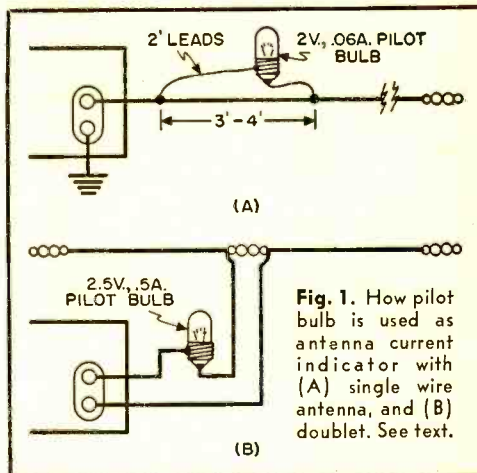 2' LEADS
2V., .06A. PILOT
BULB
3'-4'
(A)
2.5V., .5A.
PILOT BULB
Fig. 1. How pilot
bulb is used as
antenna current
indicator with
(A) single wire
antenna, and (B)
doublet. See text.
(B)